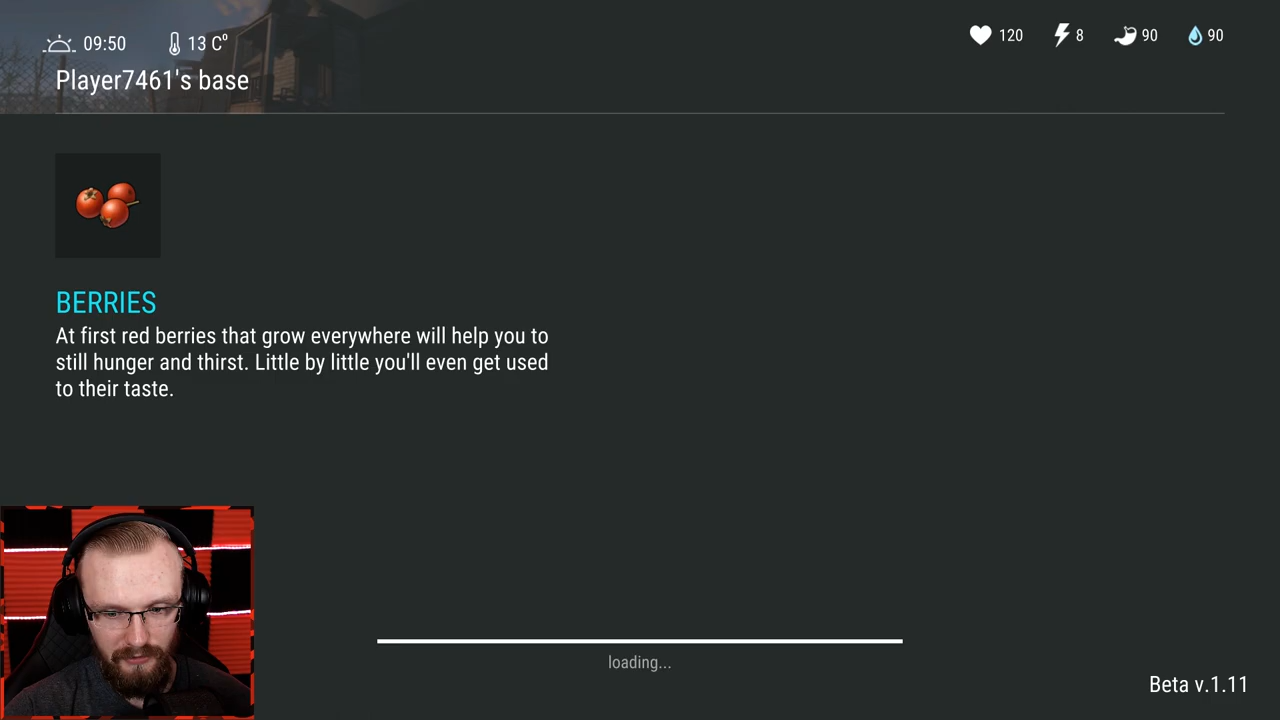 09:50
13 C⁰
120
8
90
90
Player7461's base
BERRIES
At first red berries that grow everywhere will help you to
still hunger and thirst. Little by little you'll even get used
to their taste.
loading...
Beta v.1.11